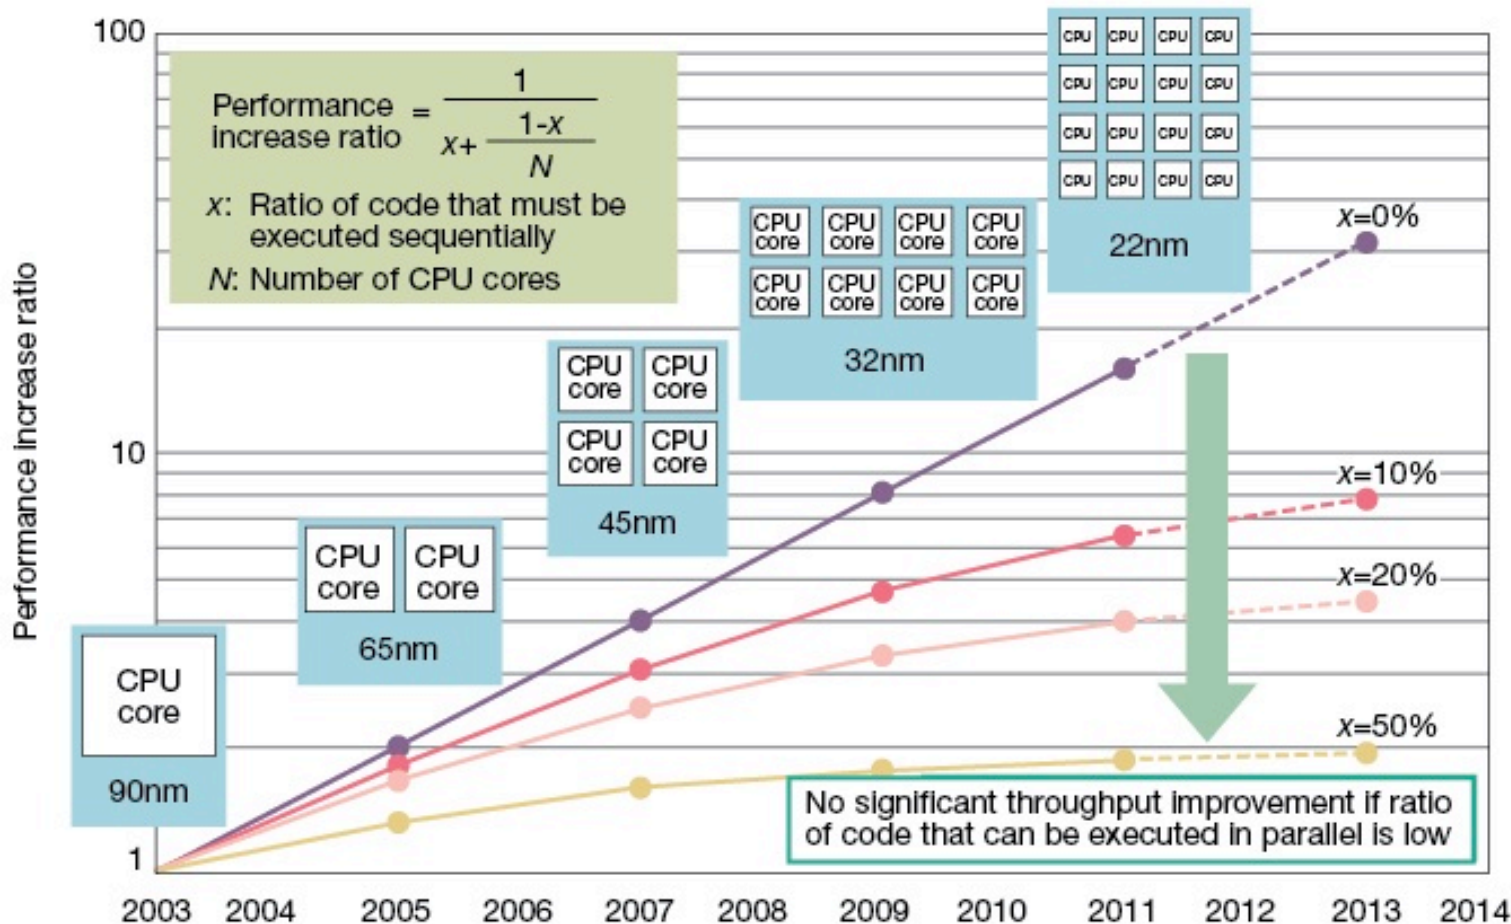 100
10
1
Performance increase ratio
Performance
increase ratio
=
1
x+
1-x
N
x: Ratio of code that must be
executed sequentially
N: Number of CPU cores
CPU
core
90nm
CPU
core
CPU
core
65nm
CPU
core
CPU
core
CPU
core
CPU
core
45nm
CPU
core
CPU
core
CPU
core
CPU
core
CPU
core
CPU
core
CPU
core
CPU
core
32nm
CPU CPU CPU CPU
CPU CPU CPU CPU
CPU CPU CPU CPU
CPU CPU CPU CPU
22nm
x=0%
x=10%
x=20%
x=50%
No significant throughput improvement if ratio
of code that can be executed in parallel is low
2003 2004 2005 2006 2007 2008 2009 2010 2011 2012 2013 2014